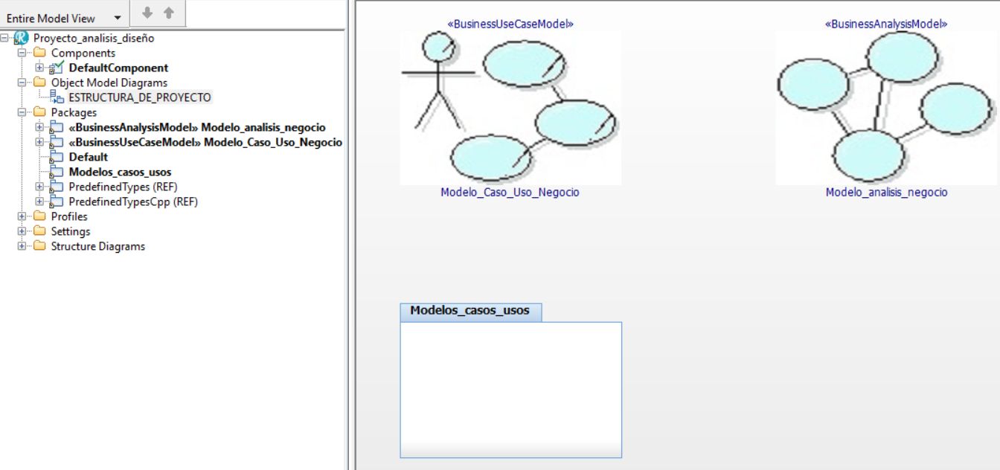 Entire Model View
Proyecto_analisis_diseño
Components
DefaultComponent
Object Model Diagrams
ESTRUCTURA_DE_PROYECTO
Packages
«BusinessAnalysisModel» Modelo_analisis_negocio
«BusinessUseCaseModel» Modelo_Caso_Uso_Negocio
Default
Modelos_casos_usos
PredefinedTypes (REF)
PredefinedTypesCpp (REF)
Profiles
Settings
Structure Diagrams
«BusinessUseCaseModel»
Modelo_Caso_Uso_Negocio
«BusinessAnalysisModel»
Modelo_analisis_negocio
Modelos_casos_usos